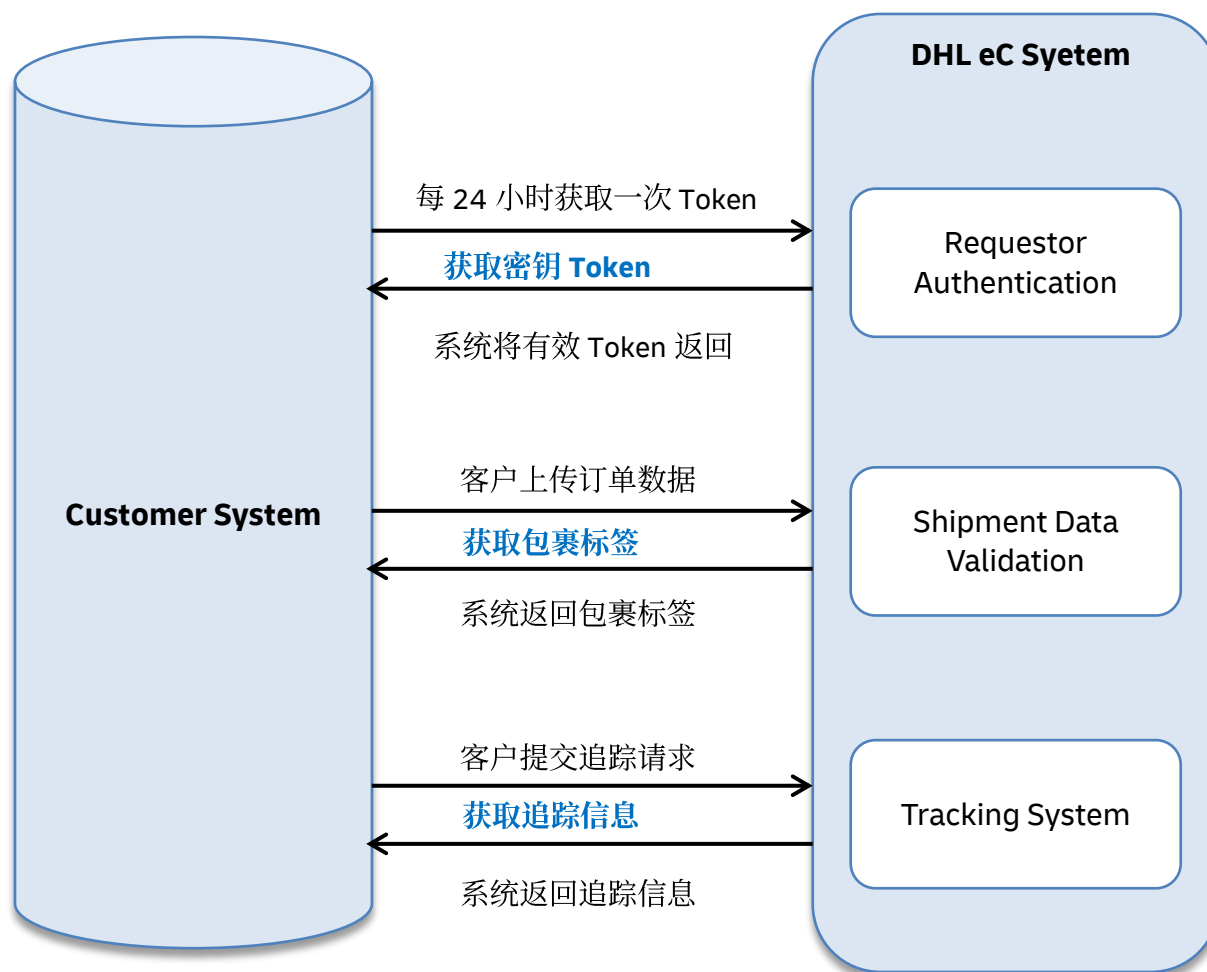 DHL eC Syetem
每 24 小时获取一次 Token
获取密钥 Token
系统将有效 Token 返回
Requestor
Authentication
Customer System
客户上传订单数据
获取包裹标签
系统返回包裹标签
Shipment Data
Validation
客户提交追踪请求
获取追踪信息
系统返回追踪信息
Tracking System